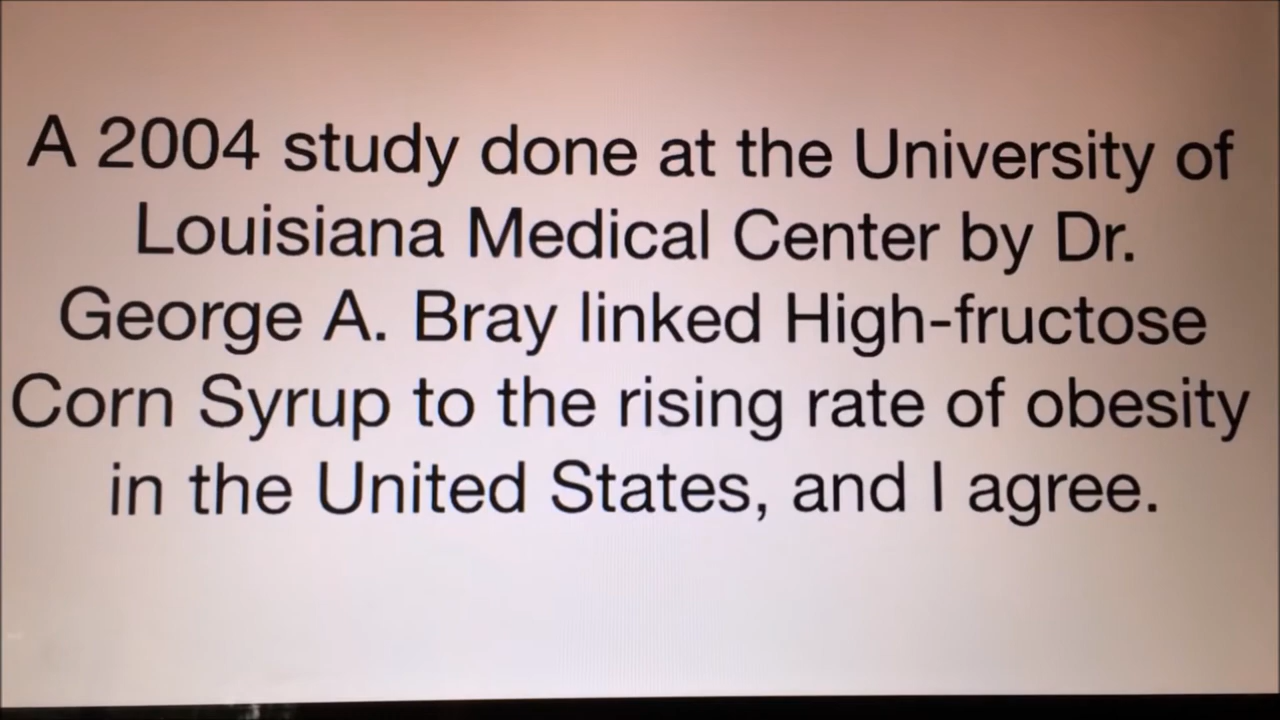 A 2004 study done at the University of
Louisiana Medical Center by Dr.
George A. Bray linked High-fructose
Corn Syrup to the rising rate of obesity
in the United States, and I agree.